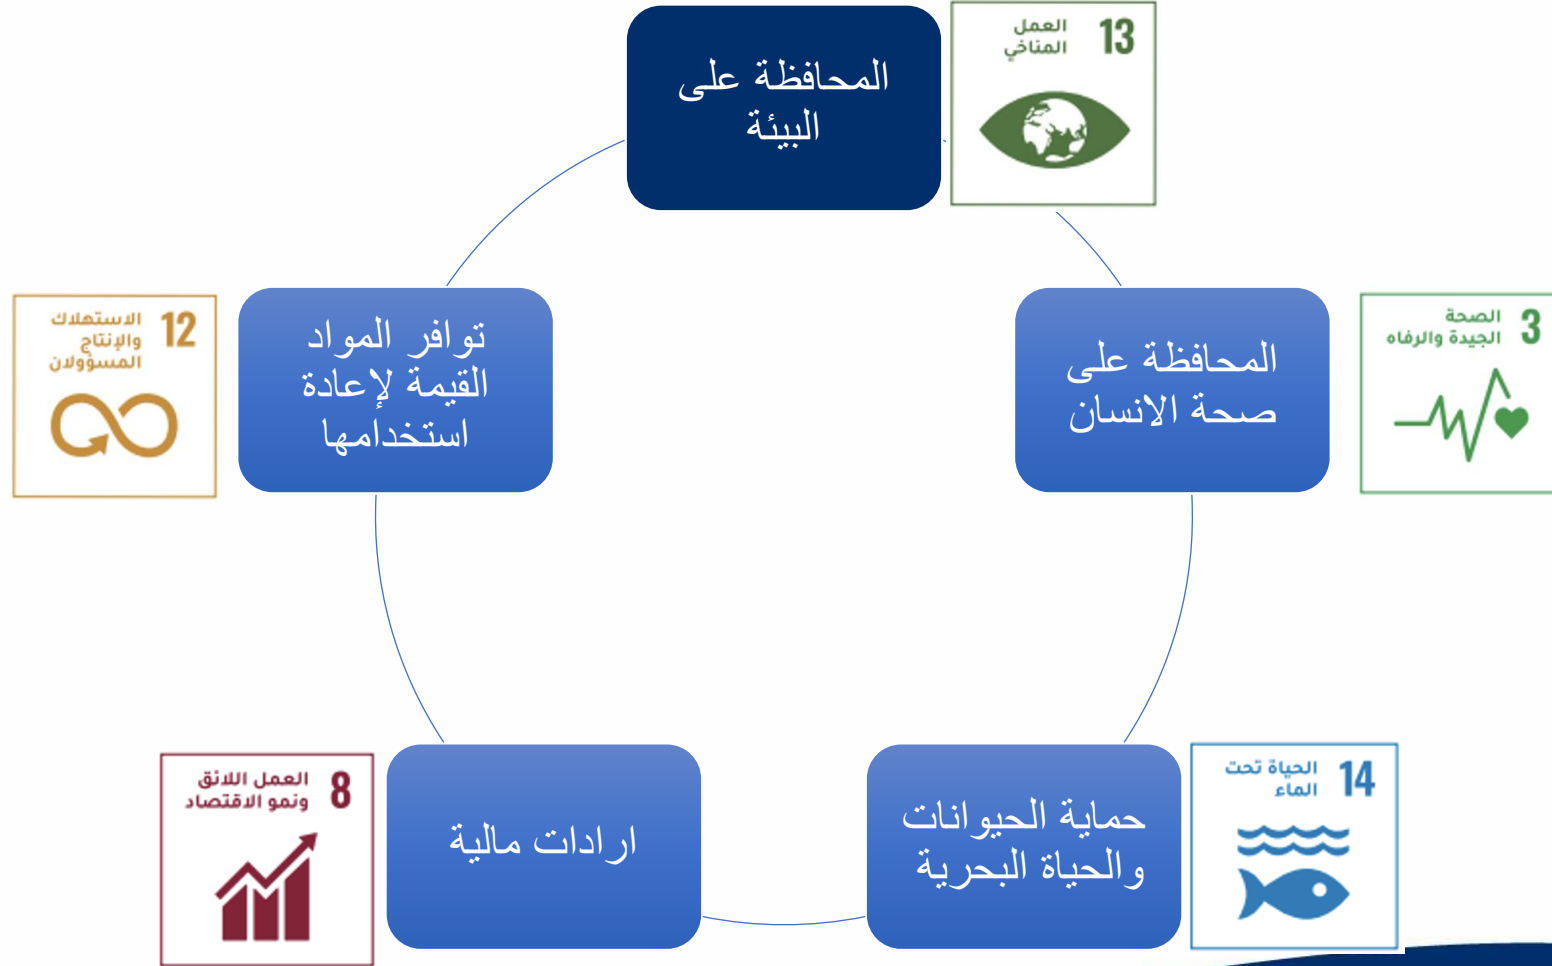 المحافظة على
البيئة
13
العمل
المناخي
المحافظة على
صحة الانسان
3
الصحة
الجيدة والرفاه
حماية الحيوانات
والحياة البحرية
14
الحياة تحت
الماء
ارادات مالية
8
العمل اللائق
ونمو الاقتصاد
توافر المواد
القيمة لإعادة
استخدامها
12
الاستهلاك
والإنتاج
المسؤولان